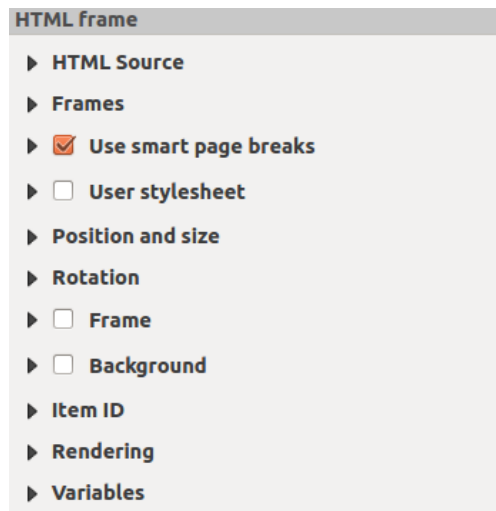 HTML frame
HTML Source
Frames
Use smart page breaks
User stylesheet
Position and size
Rotation
Frame
Background
Item ID
Rendering
Variables